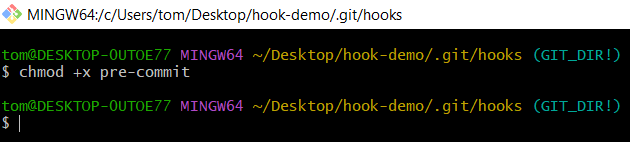 MINGW64:/c/Users/tom/Desktop/hook-demo/.git/hooks
tom@DESKTOP-OUTOE77 MINGW64 ~/Desktop/hook-demo/.git/hooks (GIT_DIR!)
$ chmod +x pre-commit
tom@DESKTOP-OUTOE77 MINGW64 ~/Desktop/hook-demo/.git/hooks (GIT_DIR!)
$